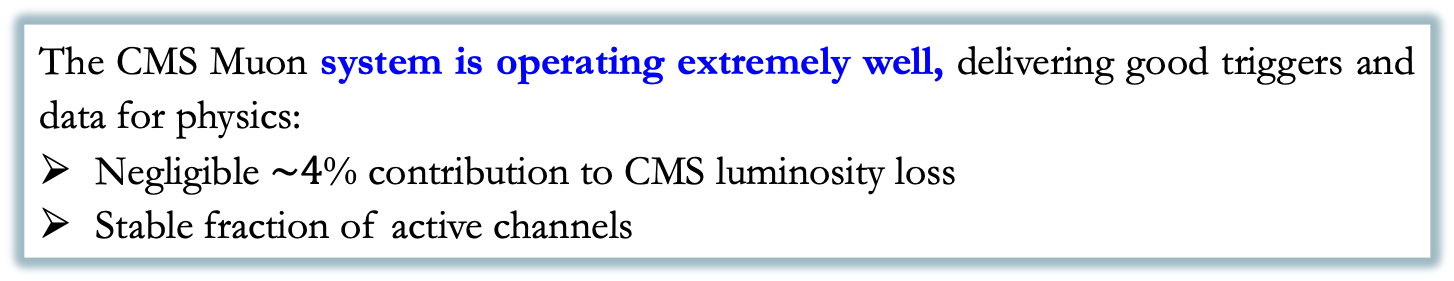 The CMS Muon system is operating extremely well, delivering good triggers and
data for physics:
➢ Negligible ~4% contribution to CMS luminosity loss
➢ Stable fraction of active channels